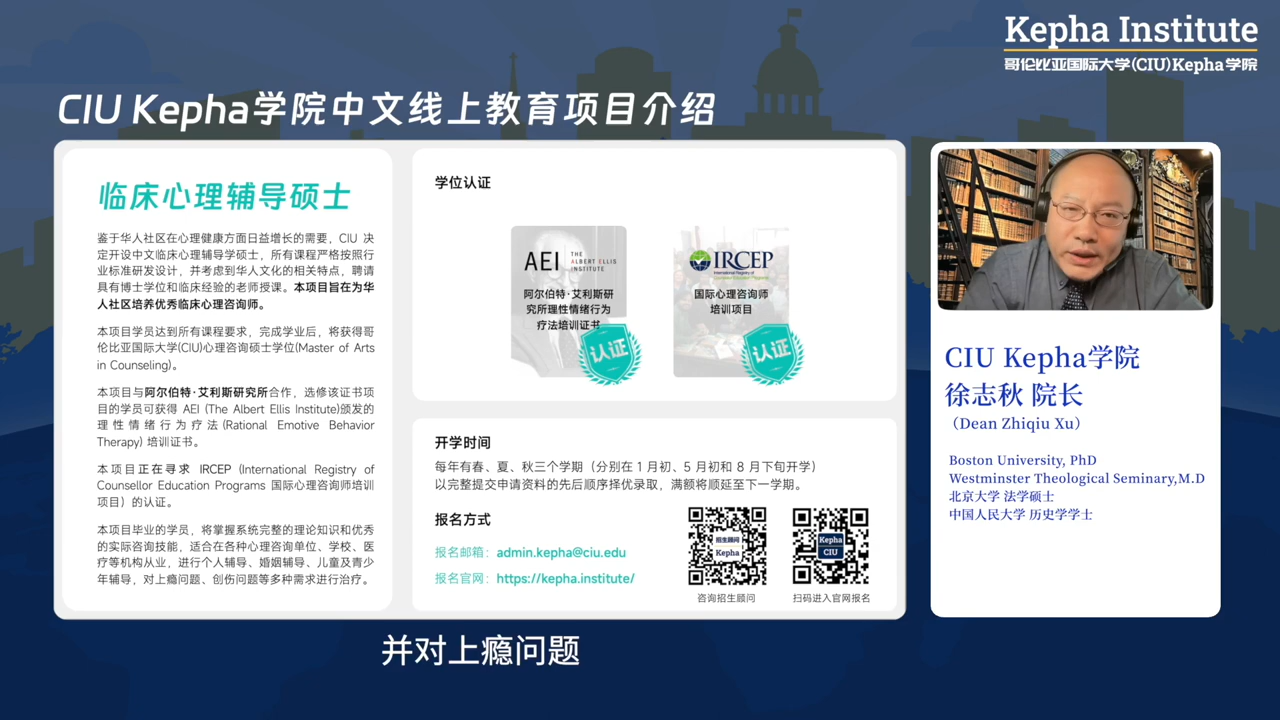 Kepha Institute
哥伦比亚国际大学(CIU)Kepha学院
CIU Kepha学院中文线上教育项目介绍
临床心理辅导硕士
鉴于华人社区在心理健康方面日益增长的需要，CIU 决
定开设中文临床心理辅导学硕士，所有课程严格按照行
业标准研发设计，并考虑到华人文化的相关特点，聘请
具有博士学位和临床经验的老师授课。本项目旨在为华
人社区培养优秀临床心理咨询师。
本项目学员达到所有课程要求，完成学业后，将获得哥
伦比亚国际大学(CIU)心理咨询硕士学位(Master of Arts
in Counseling)。
本项目与阿尔伯特·艾利斯研究所合作，选修该证书项
目的学员可获得 AEI (The Albert Ellis Institute)颁发的
理性情绪行为疗法(Rational Emotive Behavior
Therapy) 培训证书。
本项目正在寻求 IRCEP (International Registry of
Counsellor Education Programs 国际心理咨询师培训
项目）的认证。
本项目毕业的学员，将掌握系统完整的理论知识和优秀
的实际咨询技能，适合在各种心理咨询单位、学校、医
疗等机构从业，进行个人辅导、婚姻辅导、儿童及青少
年辅导，对上瘾问题、创伤问题等多种需求进行治疗。
学位认证
AEI THE ALBERT ELLIS INSTITUTE
阿尔伯特·艾利斯研
究所理性情绪行为
疗法培训证书
认证
IRCEP
International Registry of
国际心理咨询师
培训项目
认证
开学时间
每年有春、夏、秋三个学期（分别在 1 月初、5 月初和 8 月下旬开学）
以完整提交申请资料的先后顺序择优录取，满额将顺延至下一学期。
报名方式
报名邮箱：admin.kepha@ciu.edu
报名官网：https://kepha.institute/
招生顾问
Kepha
Kepha
CIU
咨询招生顾问
扫码进入官网报名
CIU Kepha学院
徐志秋 院长
（Dean Zhiqiu Xu）
Boston University, PhD
Westminster Theological Seminary,M.D
北京大学 法学硕士
中国人民大学 历史学学士
并对上瘾问题